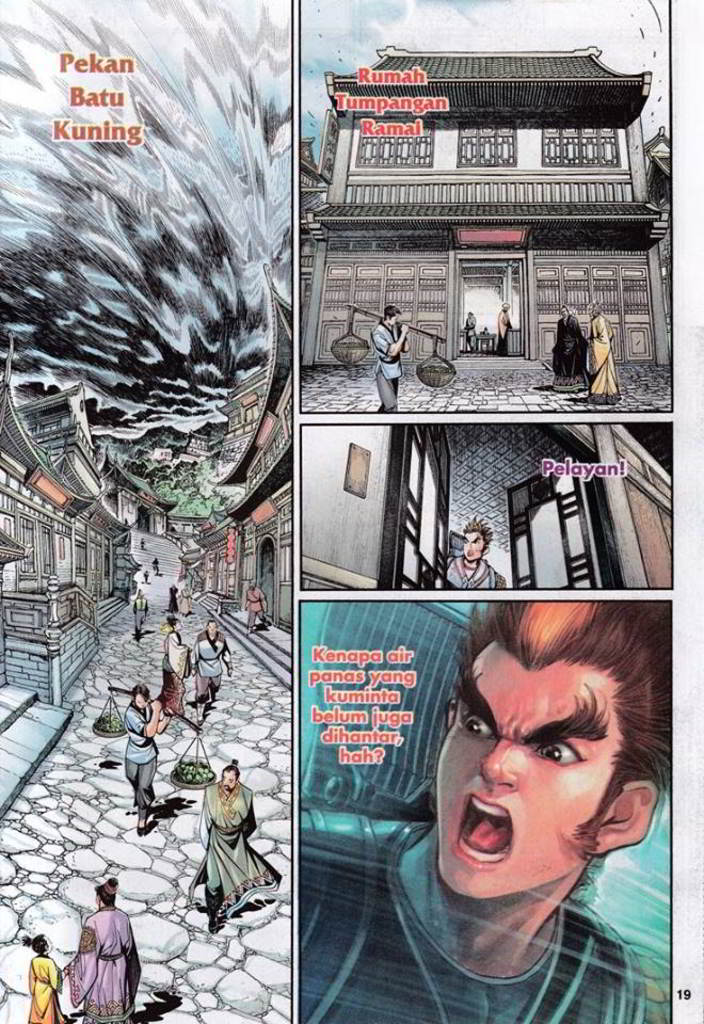 Pekan
Batu
Kuning
Rumah
Tumpangan
Ramai
Pelayan!
Kenapa air
panas yang
kuminta
belum juga
dihantar,
hah?
19